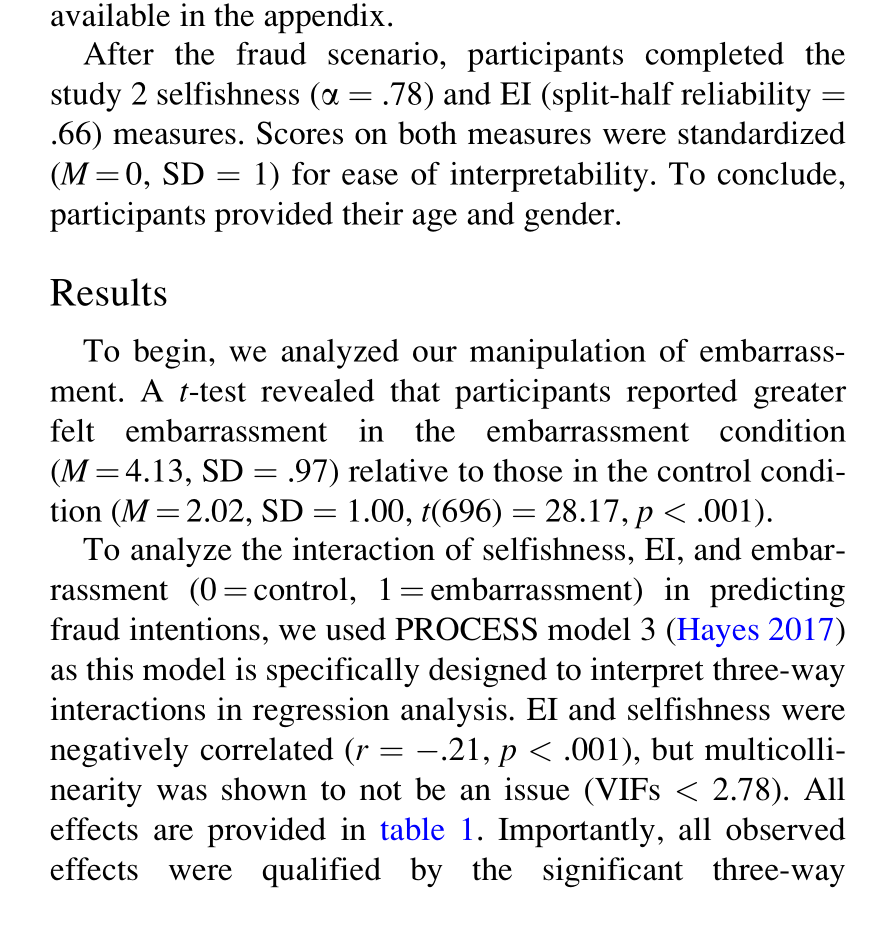 available in the appendix.
After the fraud scenario, participants completed the
study 2 selfishness (α = .78) and EI (split-half reliability =
.66) measures. Scores on both measures were standardized
(M = 0, SD = 1) for ease of interpretability. To conclude,
participants provided their age and gender.
Results
To begin, we analyzed our manipulation of embarrass-
ment. A t-test revealed that participants reported greater
felt embarrassment in the embarrassment condition
(M = 4.13, SD = .97) relative to those in the control condi-
tion (M = 2.02, SD = 1.00, t(696) = 28.17, p < .001).
To analyze the interaction of selfishness, EI, and embar-
rassment (0 = control, 1 = embarrassment) in predicting
fraud intentions, we used PROCESS model 3 (Hayes 2017)
as this model is specifically designed to interpret three-way
interactions in regression analysis. EI and selfishness were
negatively correlated (r = −.21, p < .001), but multicolli-
nearity was shown to not be an issue (VIFs < 2.78). All
effects are provided in table 1. Importantly, all observed
effects were qualified by the significant three-way